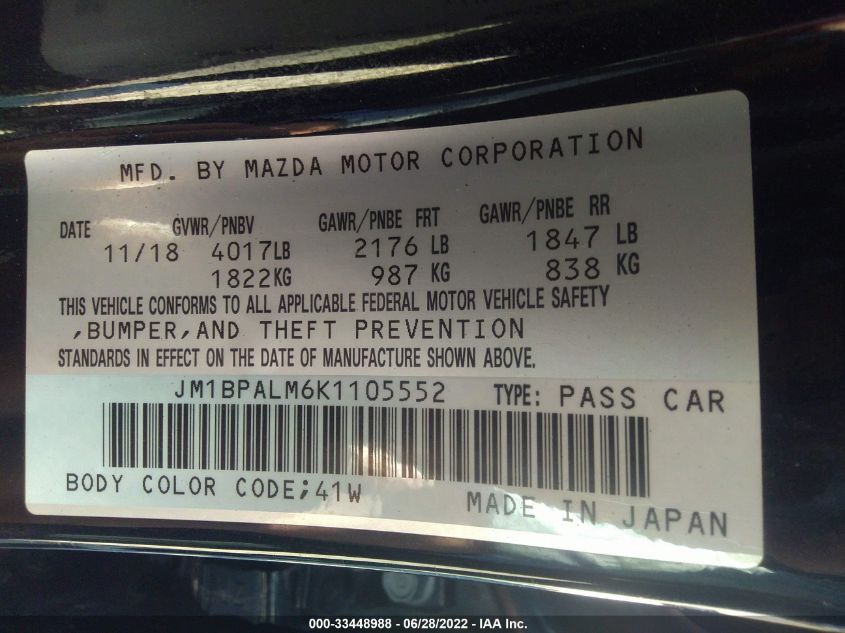 MFD. BY MAZDA MOTOR CORPORATION
DATE GVWR/PNBV GAWR/PNBE FRT GAWR/PNBE RR
11/18 4017LB 2176 LB 1847 LB
1822KG 987 KG 838 KG
THIS VEHICLE CONFORMS TO ALL APPLICABLE FEDERAL MOTOR VEHICLE SAFETY
,BUMPER,AND THEFT PREVENTION
STANDARDS IN EFFECT ON THE DATE OF MANUFACTURE SHOWN ABOVE.
JM1BPALM6K1105552 TYPE: PASS CAR
BODY COLOR CODE;41W MADE IN JAPAN
000-33448988 — 06/28/2022 — IAA Inc.